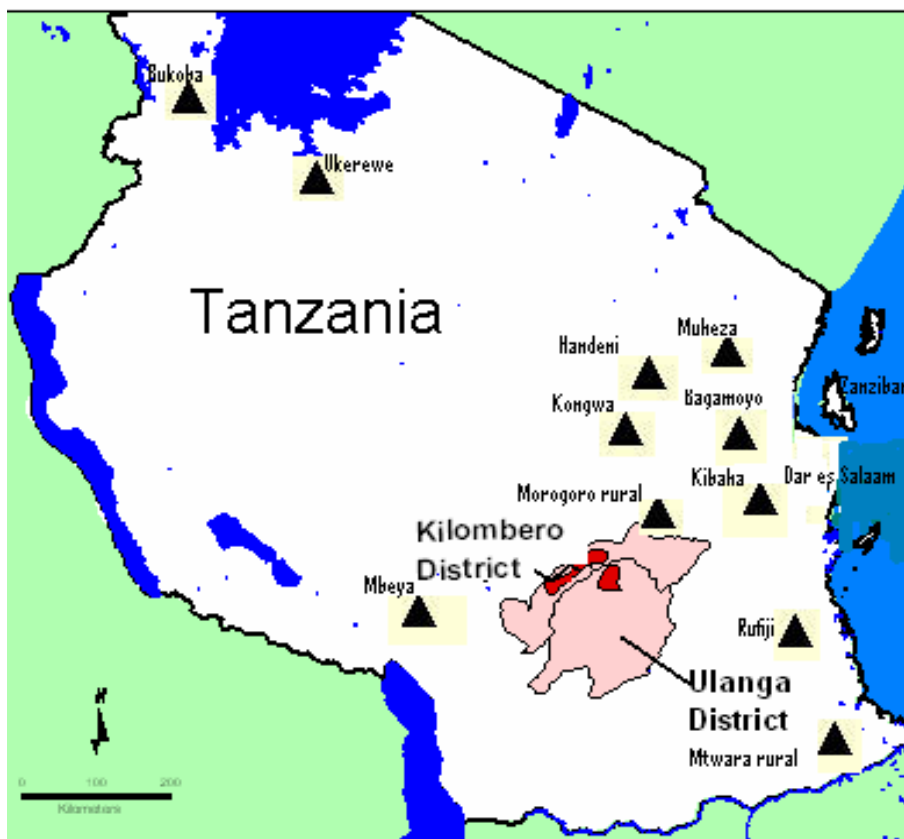 Bukoba
Ukerewe
Tanzania
Handeni
Muheza
Kongwa
Bagamoyo
Zanzibar
Morogoro rural
Kibaha
Dar es Salaam
Kilombero
District
Mbeya
Rufiji
Ulanga
District
Mtwara rural
N
0 100 200
Kilometers